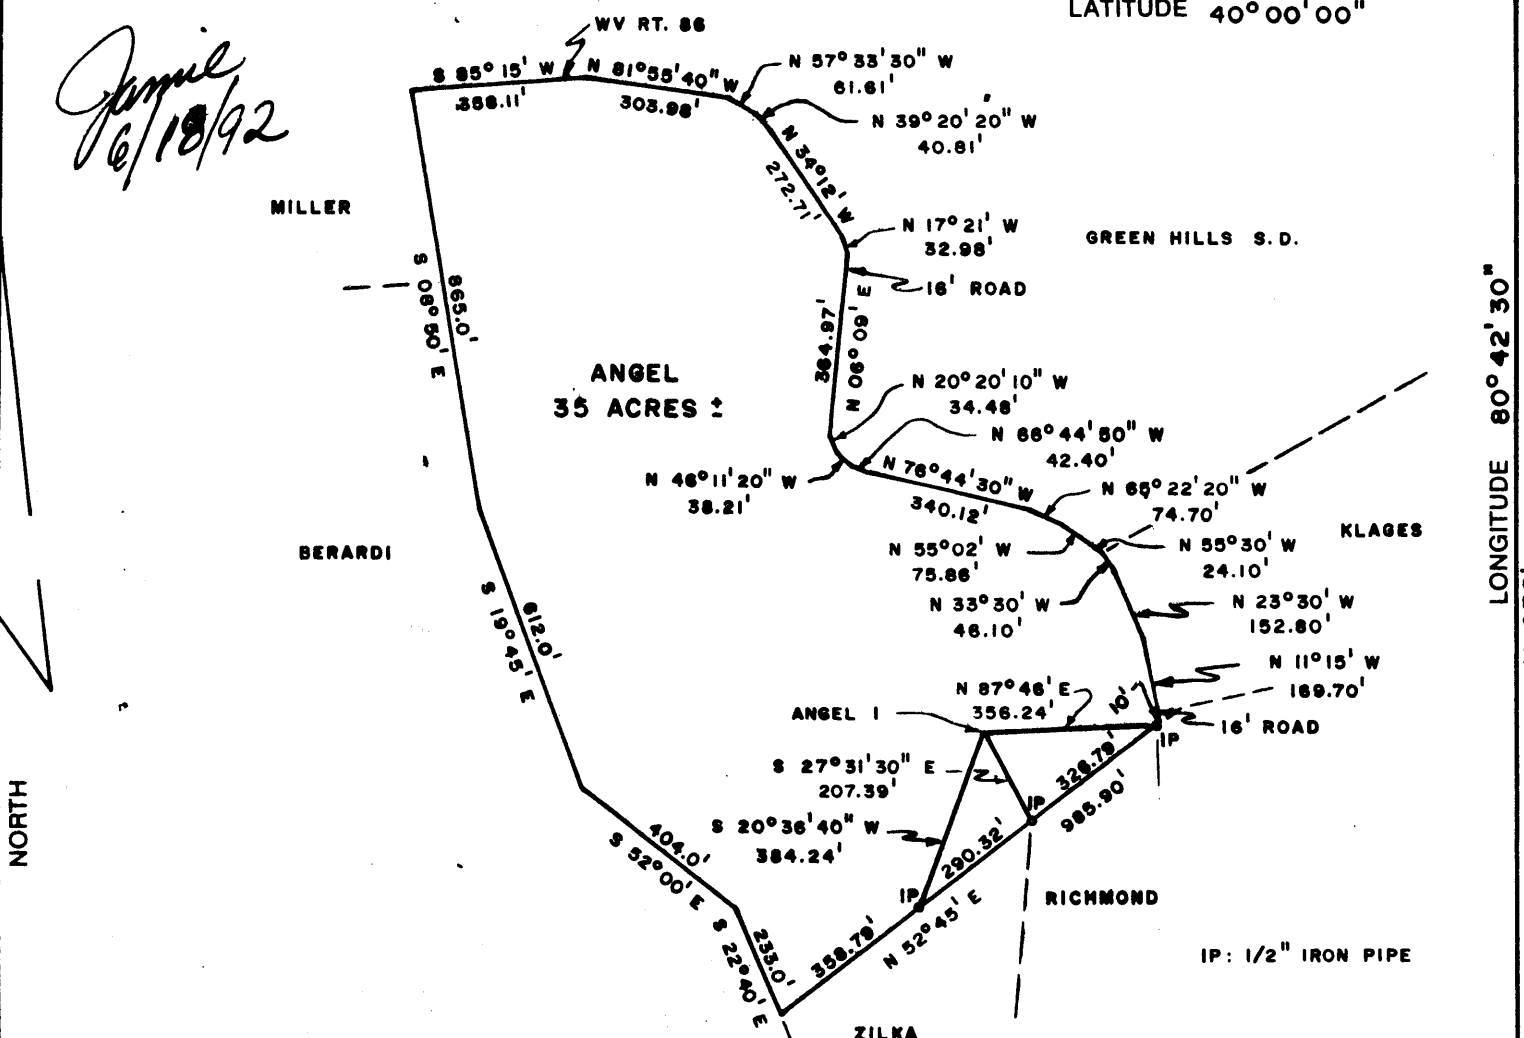 LATITUDE 40° 00' 00"
Jamie
6/18/92
WV RT. 86
S 85° 15' W
358.11'
N 81° 55' 40" W
303.98'
N 57° 33' 30" W
61.61'
N 39° 20' 20" W
40.81'
N 34° 12' W
272.71'
MILLER
N 17° 21' W
32.98'
GREEN HILLS S.D.
16' ROAD
S 08° 50' E
865.0'
364.97'
N 06° 09' E
LONGITUDE 80° 42' 30"
ANGEL
35 ACRES ±
N 20° 20' 10" W
34.48'
N 66° 44' 50" W
42.40'
N 46° 11' 20" W
38.21'
N 76° 44' 30" W
340.12'
N 65° 22' 20" W
74.70'
KLAGES
BERARDI
N 55° 02' W
75.86'
N 55° 30' W
24.10'
N 33° 30' W
46.10'
N 23° 30' W
152.80'
S 19° 45' E
612.0'
N 11° 15' W
169.70'
N 87° 46' E
356.24'
10'
ANGEL 1
16' ROAD
IP
S 27° 31' 30" E
207.39'
326.79'
985.90'
IP
NORTH
S 20° 36' 40" W
384.24'
290.32'
404.0'
S 52° 00' E
IP
RICHMOND
N 52° 45' E
358.79'
233.0'
S 22° 40' E
IP: 1/2" IRON PIPE
ZILKA